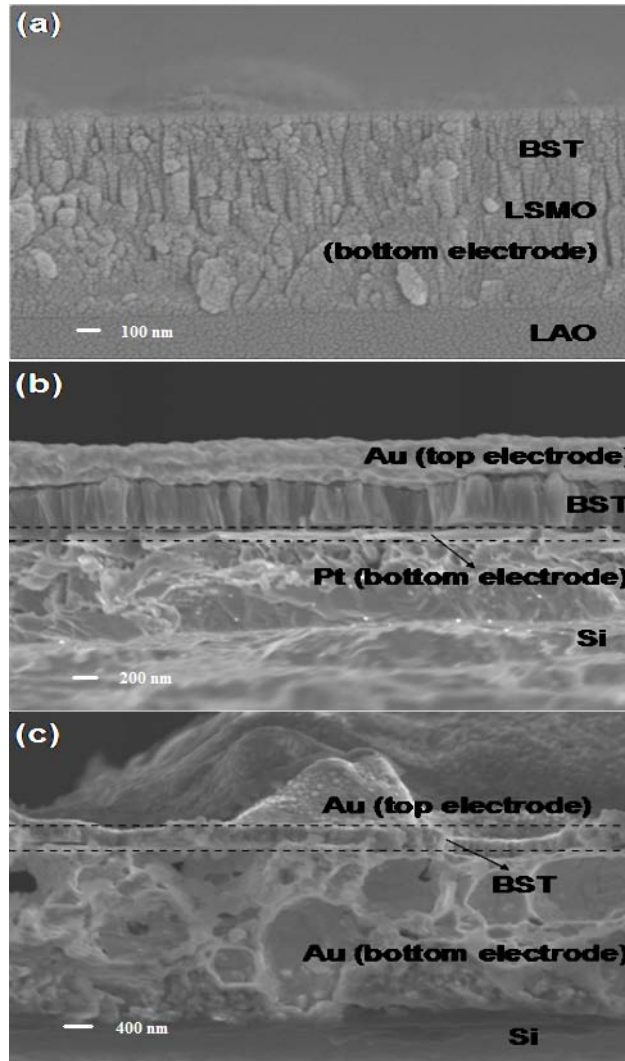 (a)
BST
LSMO
(bottom electrode)
100 nm
LAO
(b)
Au (top electrode)
BST
Pt (bottom electrode)
Si
200 nm
(c)
Au (top electrode)
BST
Au (bottom electrode)
400 nm
Si